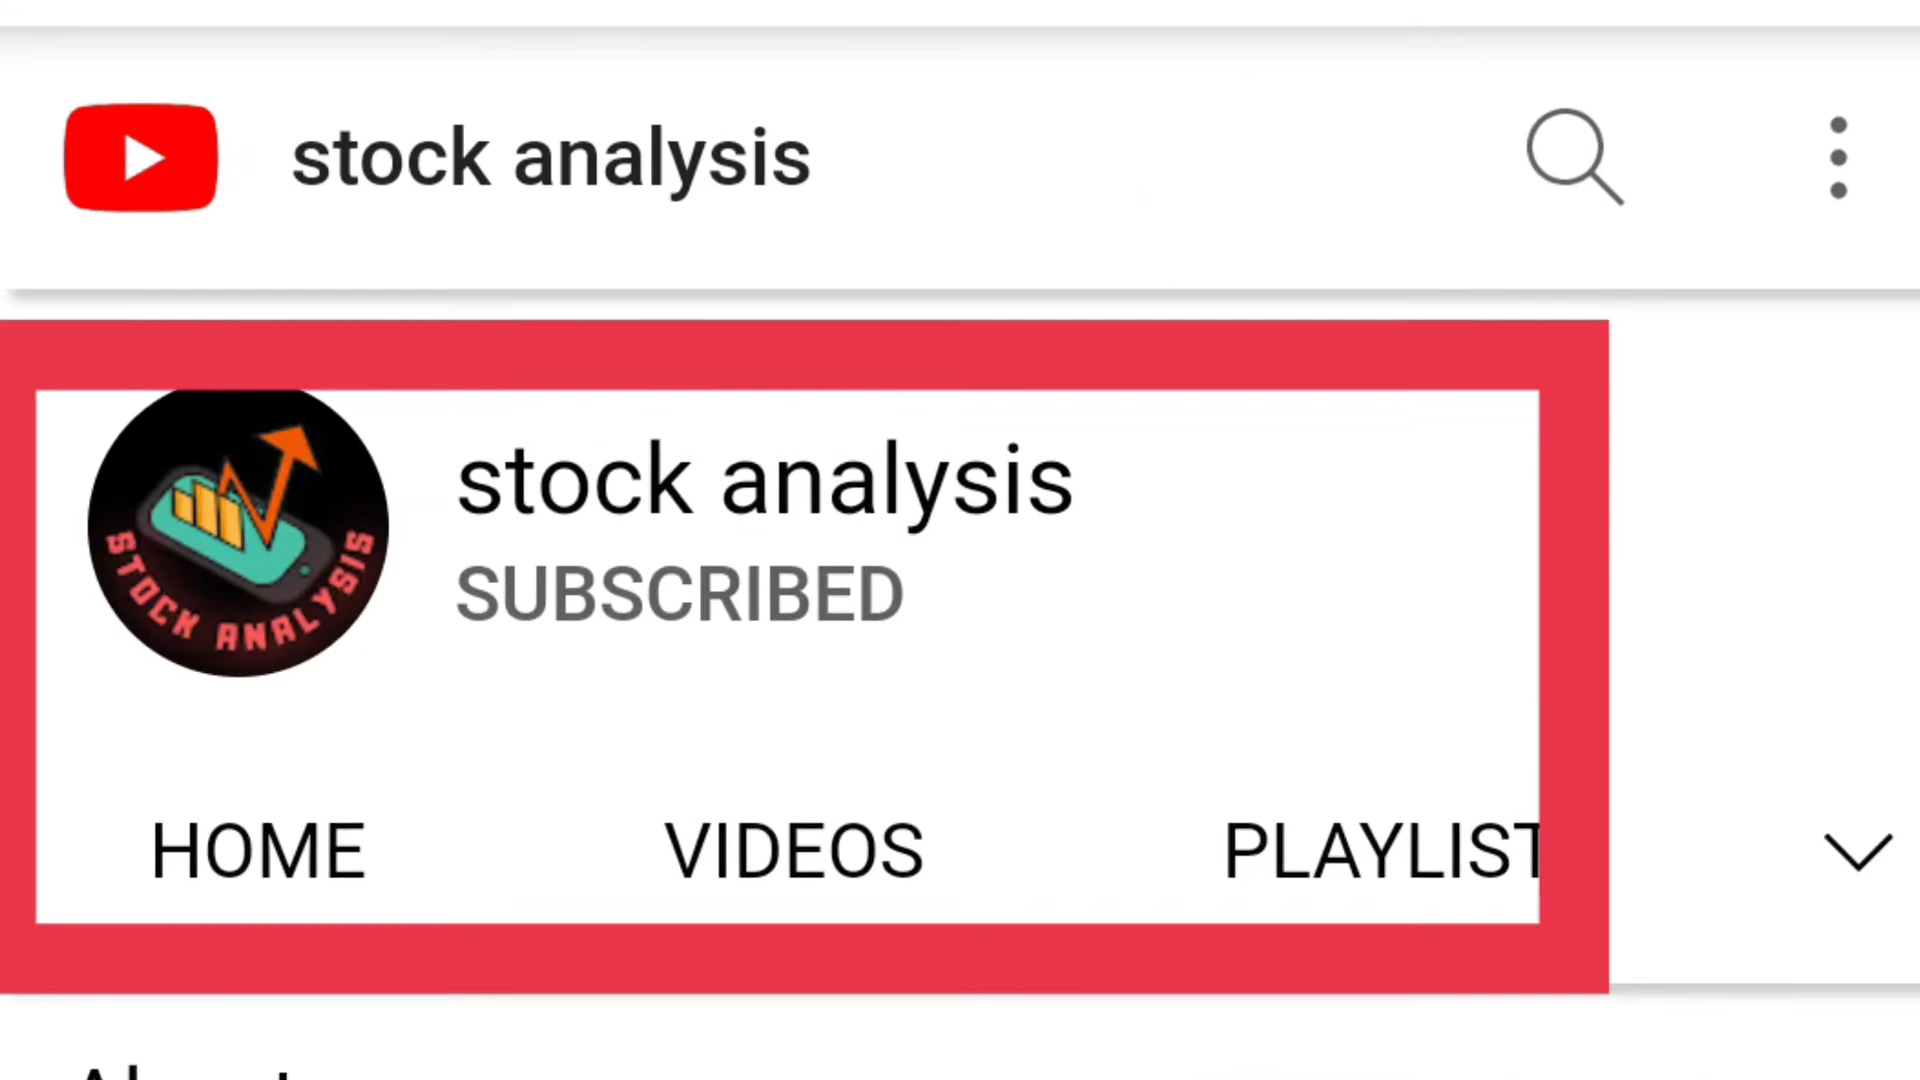 stock analysis
stock analysis
STOCK ANALYSIS
SUBSCRIBED
HOME VIDEOS PLAYLIST